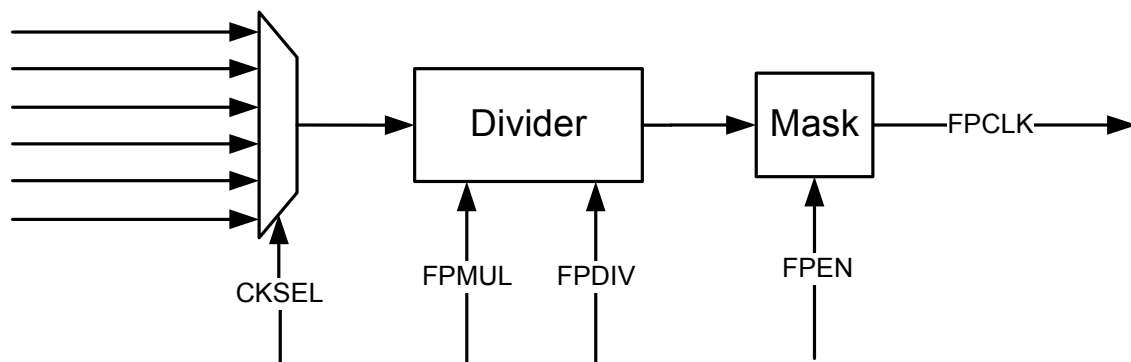 Divider
Mask
FPCLK
CKSEL
FPMUL
FPDIV
FPEN